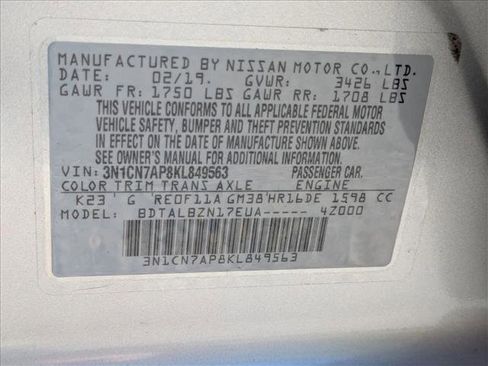 MANUFACTURED BY NISSAN MOTOR CO.,LTD.
DATE: 02/19. GVWR: 3426 LBS
GAWR FR: 1750 LBS GAWR RR: 1708 LBS
THIS VEHICLE CONFORMS TO ALL APPLICABLE FEDERAL MOTOR
VEHICLE SAFETY, BUMPER AND THEFT PREVENTION STANDARDS
IN EFFECT ON THE DATE OF MANUFACTURE SHOWN ABOVE.
SEE OWNER'S MANUAL FOR ADDITIONAL INFORMATION.
VIN: 3N1CN7AP8KL849563 PASSENGER CAR.
COLOR TRIM TRANS AXLE ENGINE
K23 G RE0F11A GM38 HR16DE 1598 CC
MODEL: BDTALBZN17EUA----- 4Z000
3N1CN7AP8KL849563